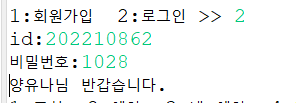 1:회원가입  2:로그인 >> 2
id:202210862
비밀번호:1028
양유나님 반갑습니다.